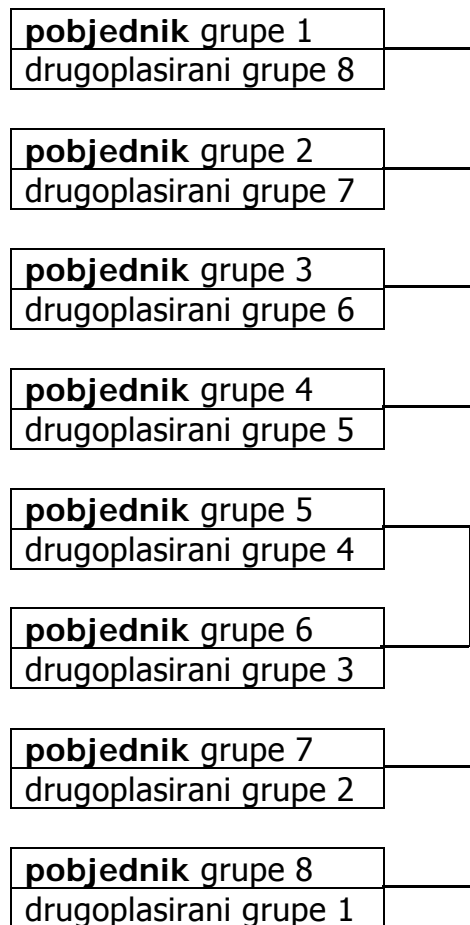 pobjednik grupe 1
drugoplasirani grupe 8
pobjednik grupe 2
drugoplasirani grupe 7
pobjednik grupe 3
drugoplasirani grupe 6
pobjednik grupe 4
drugoplasirani grupe 5
pobjednik grupe 5
drugoplasirani grupe 4
pobjednik grupe 6
drugoplasirani grupe 3
pobjednik grupe 7
drugoplasirani grupe 2
pobjednik grupe 8
drugoplasirani grupe 1